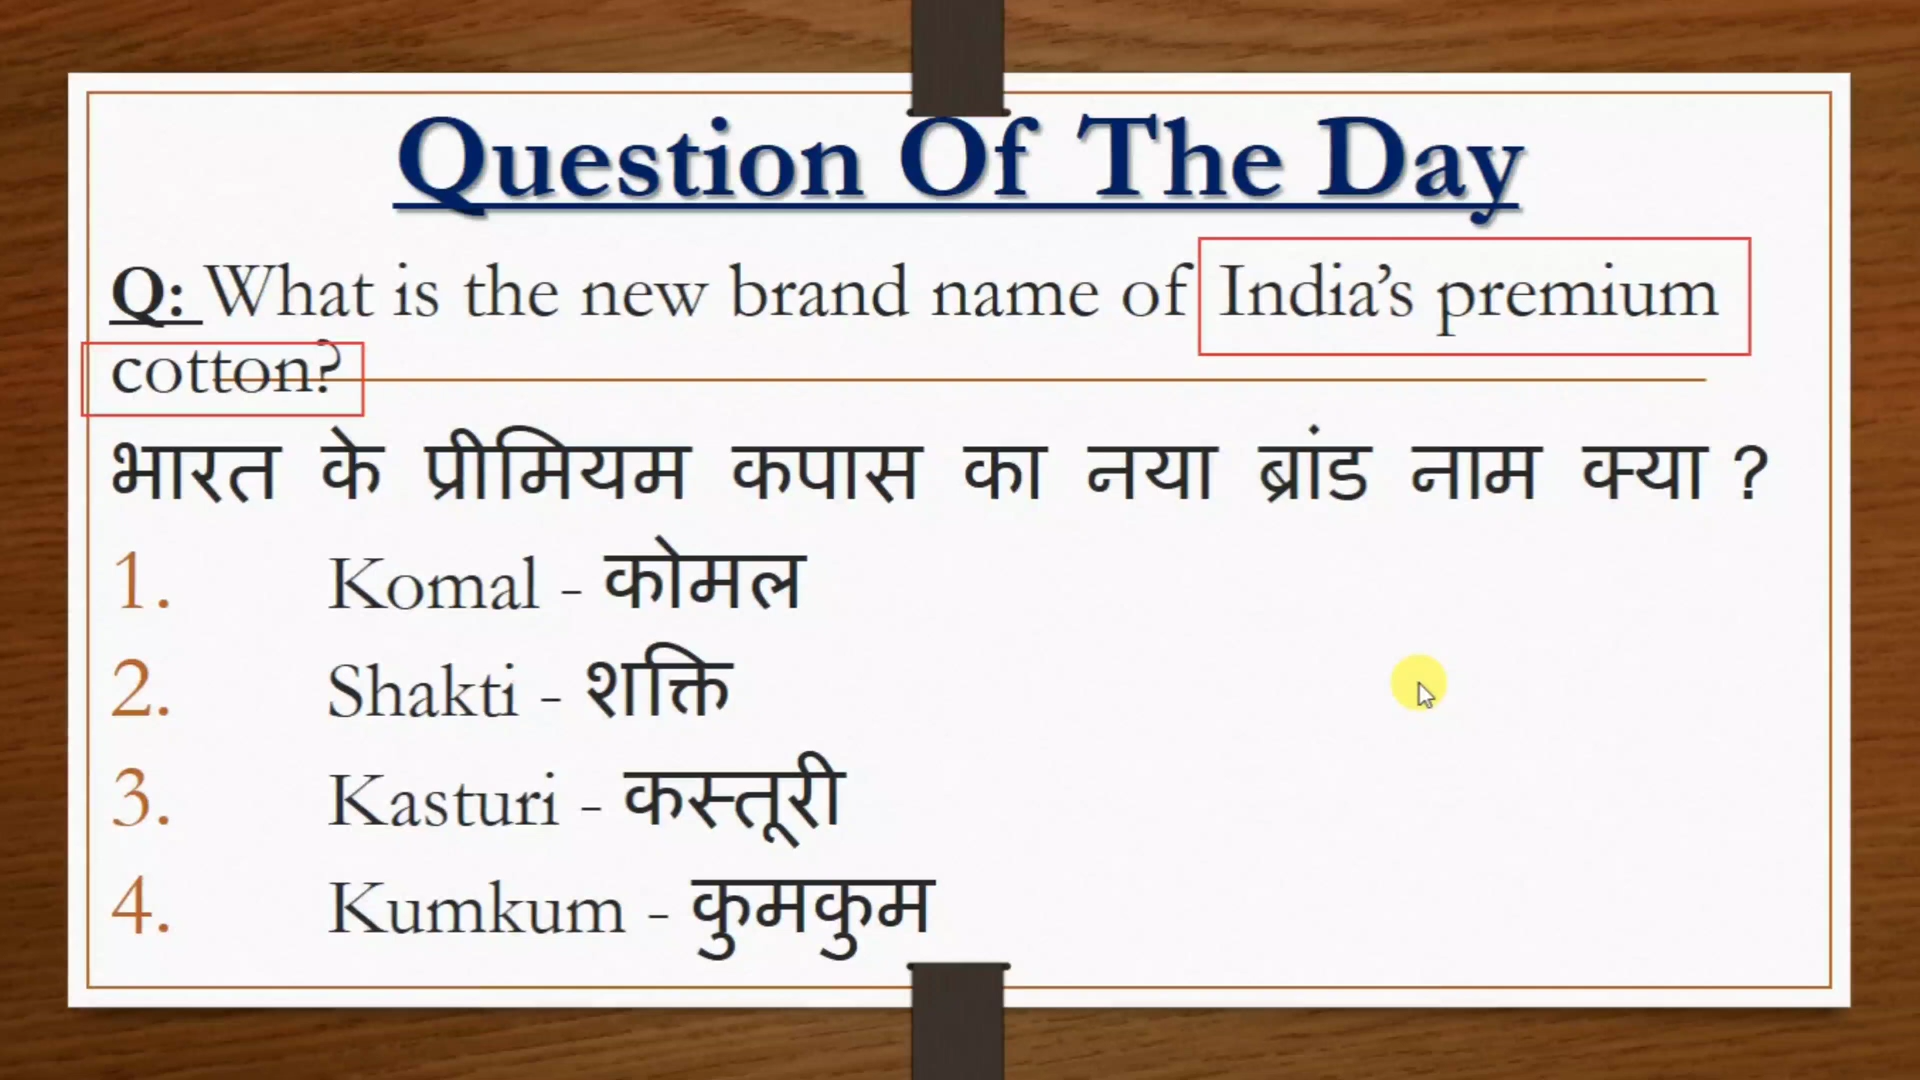 Question Of The Day
Q: What is the new brand name of India's premium
cotton?
भारत के प्रीमियम कपास का नया ब्रांड नाम क्या ?
1. Komal - कोमल
2. Shakti - शक्ति
3. Kasturi - कस्तूरी
4. Kumkum - कुमकुम